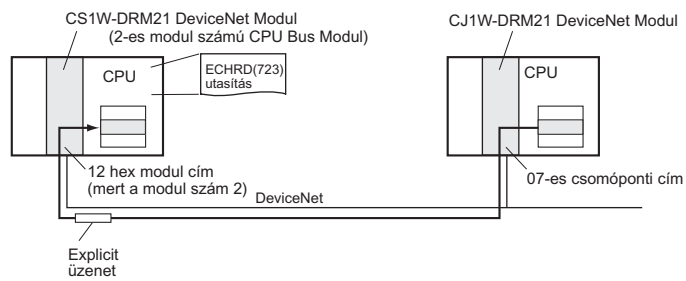 CS1W-DRM21 DeviceNet Modul
(2-es modul számú CPU Bus Modul)
CJ1W-DRM21 DeviceNet Modul
CPU
ECHRD(723)
utasítás
CPU
12 hex modul cím
(mert a modul szám 2)
07-es csomóponti cím
DeviceNet
Explicit
üzenet